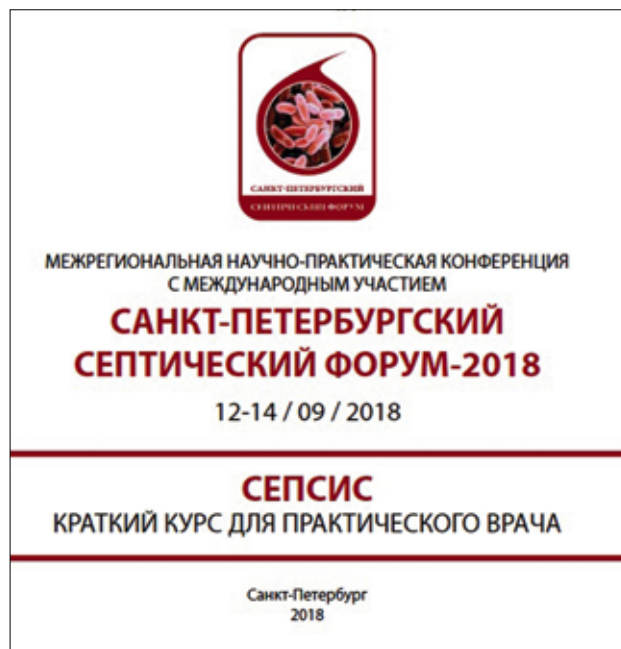 САНКТ-ПЕТЕРБУРГСКИЙ
СЕПТИЧЕСКИЙ ФОРУМ
МЕЖРЕГИОНАЛЬНАЯ НАУЧНО-ПРАКТИЧЕСКАЯ КОНФЕРЕНЦИЯ
С МЕЖДУНАРОДНЫМ УЧАСТИЕМ
САНКТ-ПЕТЕРБУРГСКИЙ
СЕПТИЧЕСКИЙ ФОРУМ-2018
12-14 / 09 / 2018
СЕПСИС
КРАТКИЙ КУРС ДЛЯ ПРАКТИЧЕСКОГО ВРАЧА
Санкт-Петербург
2018